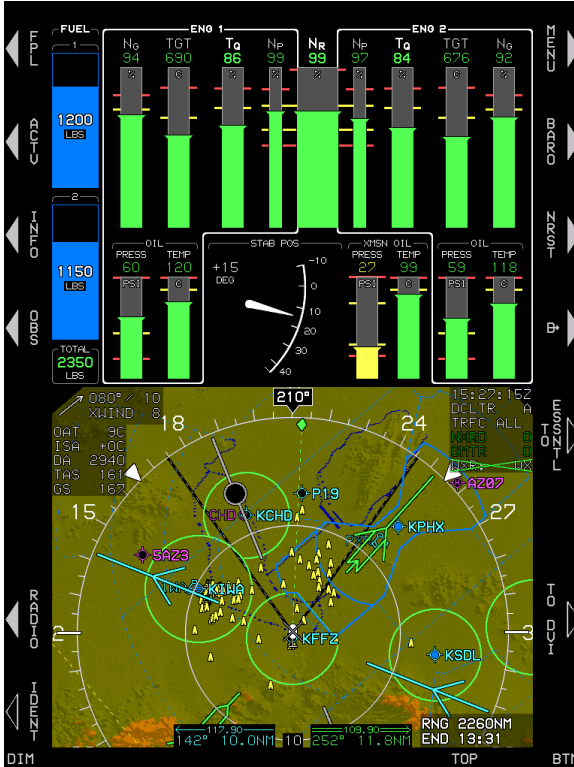 FUEL
1
1200
LBS
2
1150
LBS
TOTAL
2350
LBS
ENG 1
ENG 2
NG TGT TQ NP NR NP TQ TGT NG
94 690 86 99 99 97 84 676 92
% C % % % % % C %
OIL
PRESS TEMP
60 120
PSI C
STAB POS
+15
DEG
-10
0
10
20
30
40
XMSN OIL
PRESS TEMP
27 99
PSI C
OIL
PRESS TEMP
59 118
PSI C
FPL
ACTV
INFO
OBS
RADIO
IDENT
DIM
MENU
BARO
NRST
ESSNTL
TO
TO DVI
BTN
TOP
080°/ 10
XWIND 8
OAT 9C
ISA +0C
DA 2940
TAS 161
GS 167
210°
15:27:15Z
DCLTR A
TRFC ALL
NXRD 0
GMTR 0
WX
12
15
18
24
27
3
P19
CHD
KCHD
KPHX
AZ07
5AZ3
IWA
KIWA
KFFZ
KSDL
117.90
142° 10.0NM
10
109.90
252° 11.8NM
RNG 2260NM
END 13:31